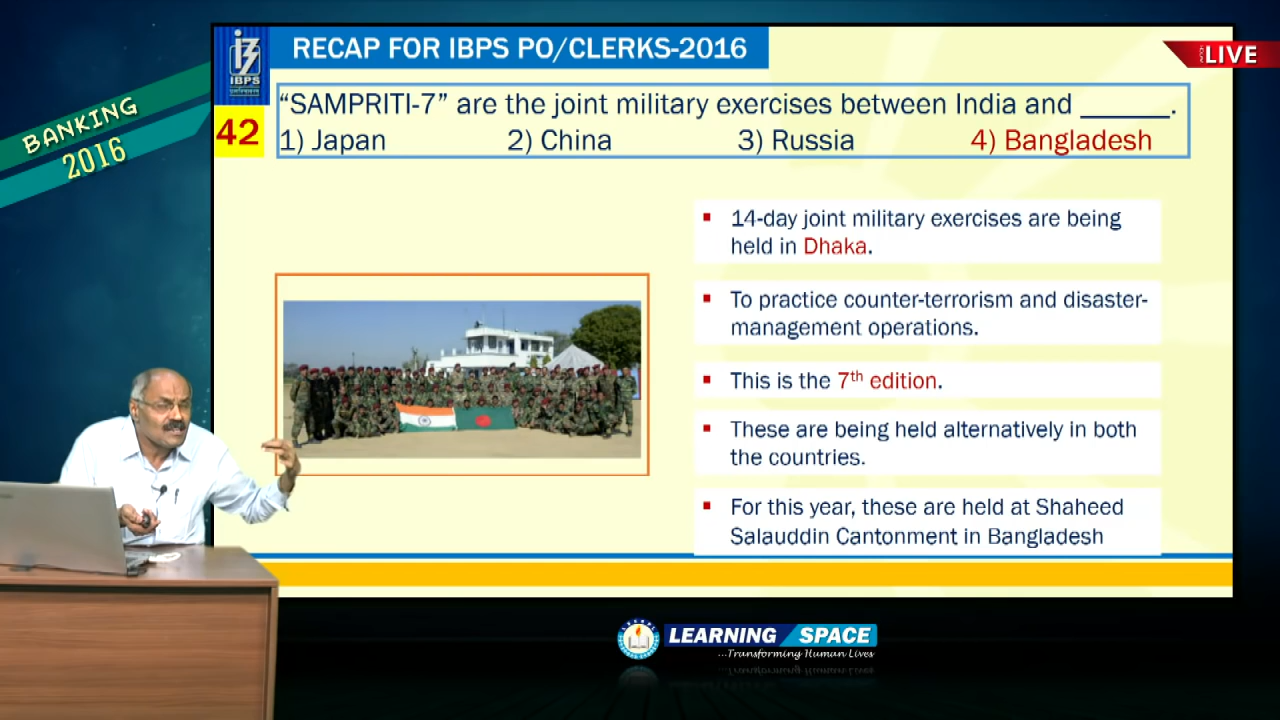 RECAP FOR IBPS PO/CLERKS-2016
LIVE
IBPS
BANKING
2016
42
“SAMPRITI-7” are the joint military exercises between India and ______.
1) Japan 2) China 3) Russia 4) Bangladesh
14-day joint military exercises are being
held in Dhaka.
To practice counter-terrorism and disaster-
management operations.
This is the 7th edition.
These are being held alternatively in both
the countries.
For this year, these are held at Shaheed
Salauddin Cantonment in Bangladesh
LEARNING SPACE
...Transforming Human Lives